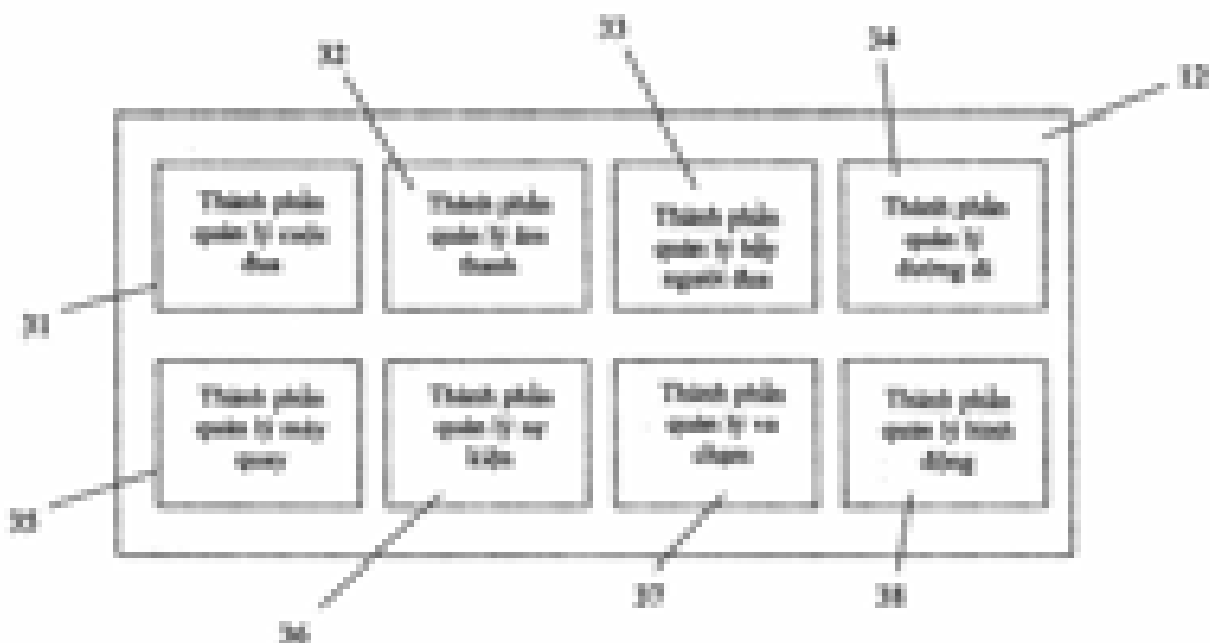 32
33
34
12
Thành phần
quản lý cuộc
đua
Thành phần
quản lý âm
thanh
Thành phần
quản lý bầy
người đua
Thành phần
quản lý
đường đi
31
Thành phần
quản lý máy
quay
Thành phần
quản lý sự
kiện
Thành phần
quản lý va
chạm
Thành phần
quản lý hình
động
35
36
37
38